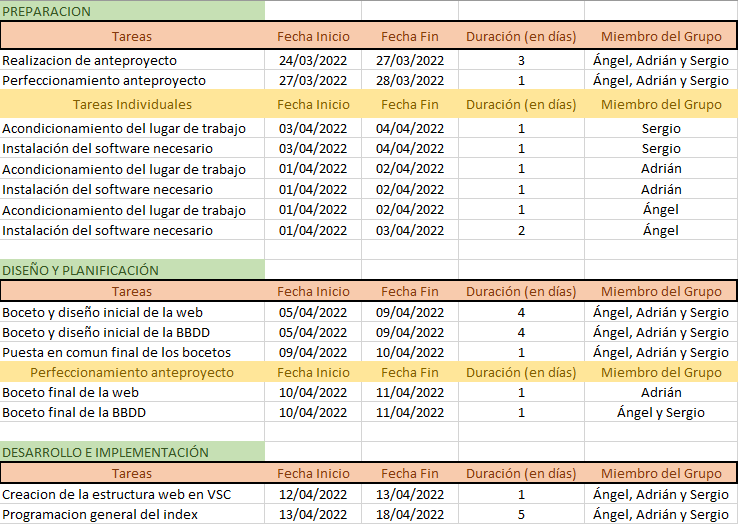 PREPARACION
Tareas Fecha Inicio Fecha Fin Duración (en días) Miembro del Grupo
Realizacion de anteproyecto 24/03/2022 27/03/2022 3 Ángel, Adrián y Sergio
Perfeccionamiento anteproyecto 27/03/2022 28/03/2022 1 Ángel, Adrián y Sergio
Tareas Individuales Fecha Inicio Fecha Fin Duración (en días) Miembro del Grupo
Acondicionamiento del lugar de trabajo 03/04/2022 04/04/2022 1 Sergio
Instalación del software necesario 03/04/2022 04/04/2022 1 Sergio
Acondicionamiento del lugar de trabajo 01/04/2022 02/04/2022 1 Adrián
Instalación del software necesario 01/04/2022 02/04/2022 1 Adrián
Acondicionamiento del lugar de trabajo 01/04/2022 02/04/2022 1 Ángel
Instalación del software necesario 01/04/2022 03/04/2022 2 Ángel
DISEÑO Y PLANIFICACIÓN
Tareas Fecha Inicio Fecha Fin Duración (en días) Miembro del Grupo
Boceto y diseño inicial de la web 05/04/2022 09/04/2022 4 Ángel, Adrián y Sergio
Boceto y diseño inicial de la BBDD 05/04/2022 09/04/2022 4 Ángel, Adrián y Sergio
Puesta en comun final de los bocetos 09/04/2022 10/04/2022 1 Ángel, Adrián y Sergio
Perfeccionamiento anteproyecto Fecha Inicio Fecha Fin Duración (en días) Miembro del Grupo
Boceto final de la web 10/04/2022 11/04/2022 1 Adrián
Boceto final de la BBDD 10/04/2022 11/04/2022 1 Ángel y Sergio
DESARROLLO E IMPLEMENTACIÓN
Tareas Fecha Inicio Fecha Fin Duración (en días) Miembro del Grupo
Creacion de la estructura web en VSC 12/04/2022 13/04/2022 1 Ángel, Adrián y Sergio
Programacion general del index 13/04/2022 18/04/2022 5 Ángel, Adrián y Sergio